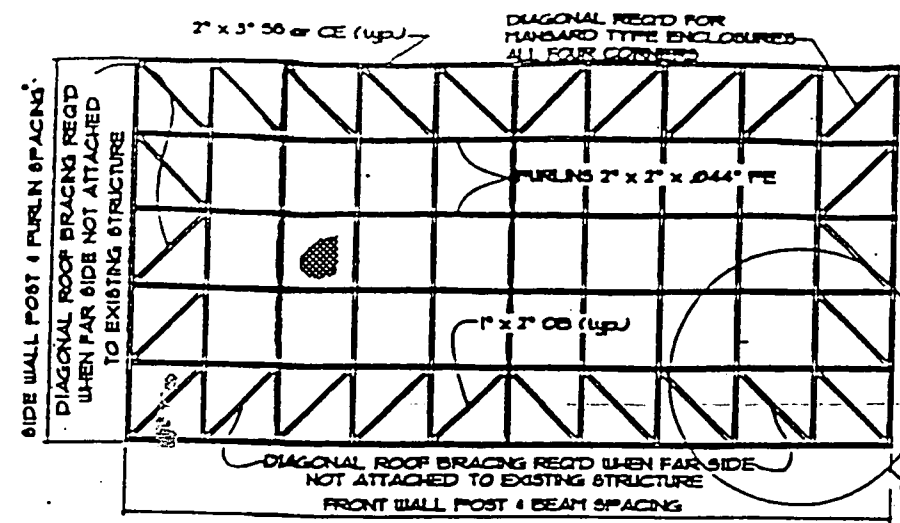 2" x 3" SB or CE (typ.)
DIAGONAL REQ'D FOR
MANSARD TYPE ENCLOSURES
ALL FOUR CORNERS
SIDE WALL POST & PURLIN SPACING
DIAGONAL ROOF BRACING REQ'D
WHEN FAR SIDE NOT ATTACHED
TO EXISTING STRUCTURE
PURLINS 2" x 2" x .044" PE
1" x 2" OB (typ.)
DIAGONAL ROOF BRACING REQ'D WHEN FAR SIDE
NOT ATTACHED TO EXISTING STRUCTURE
FRONT WALL POST & BEAM SPACING